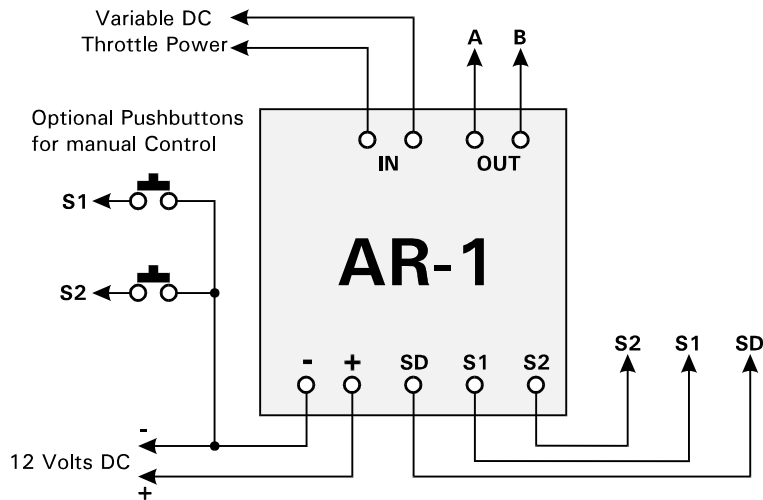 Variable DC
Throttle Power
A B
Optional Pushbuttons
for manual Control
IN OUT
S1
AR-1
S2
S2 S1 SD
- + SD S1 S2
-
12 Volts DC
+